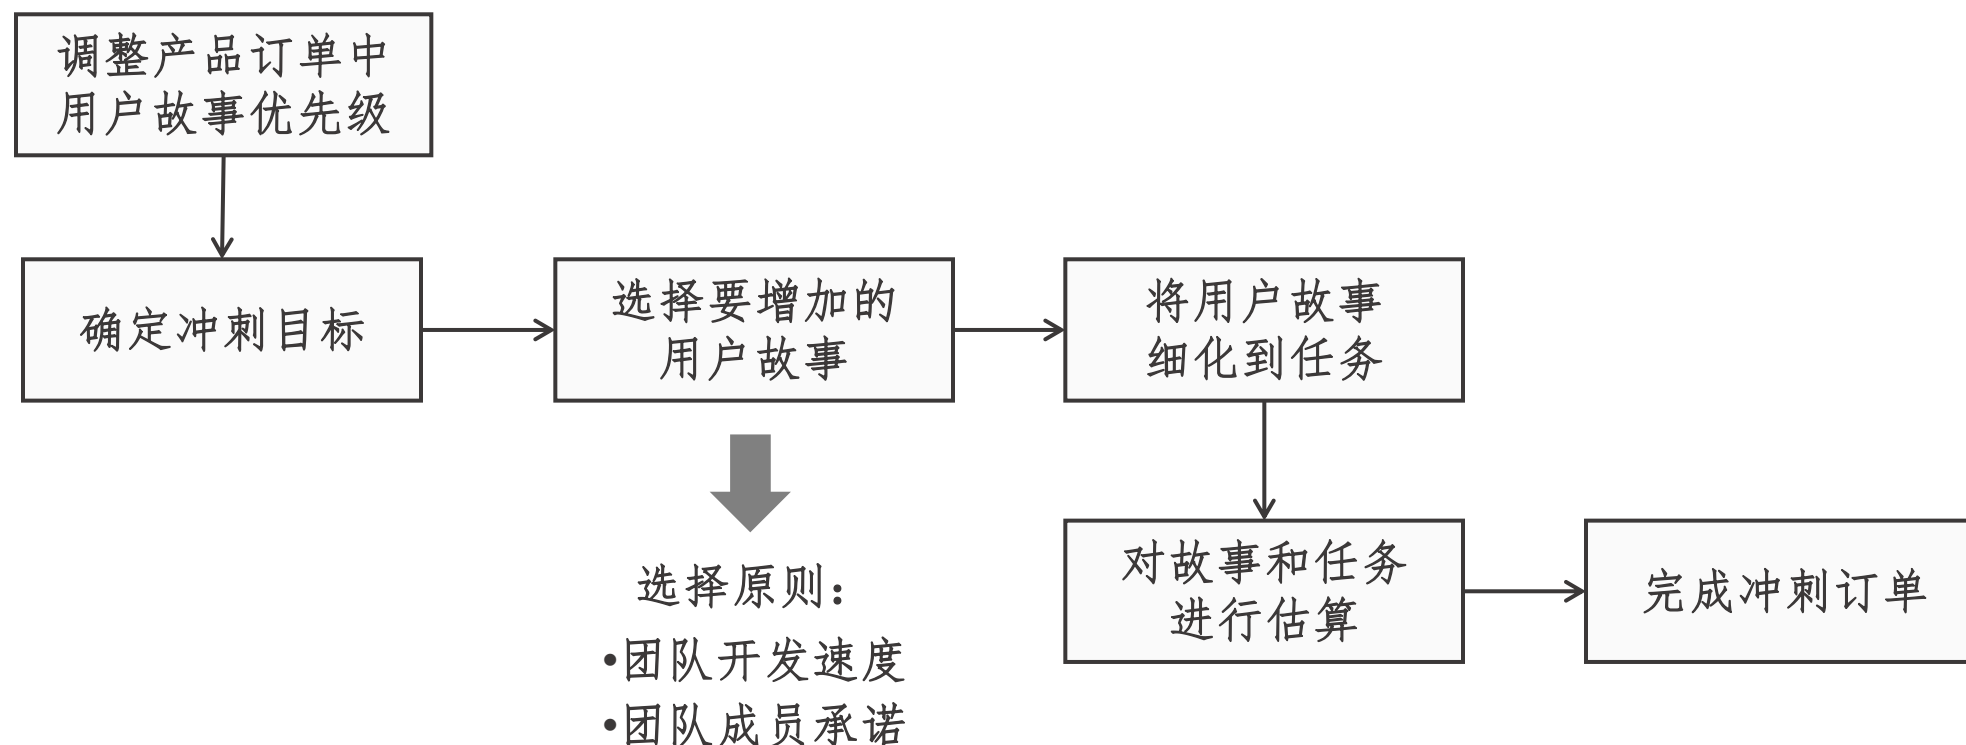 调整产品订单中
用户故事优先级
确定冲刺目标
选择要增加的
用户故事
将用户故事
细化到任务
选择原则：
•团队开发速度
•团队成员承诺
对故事和任务
进行估算
完成冲刺订单